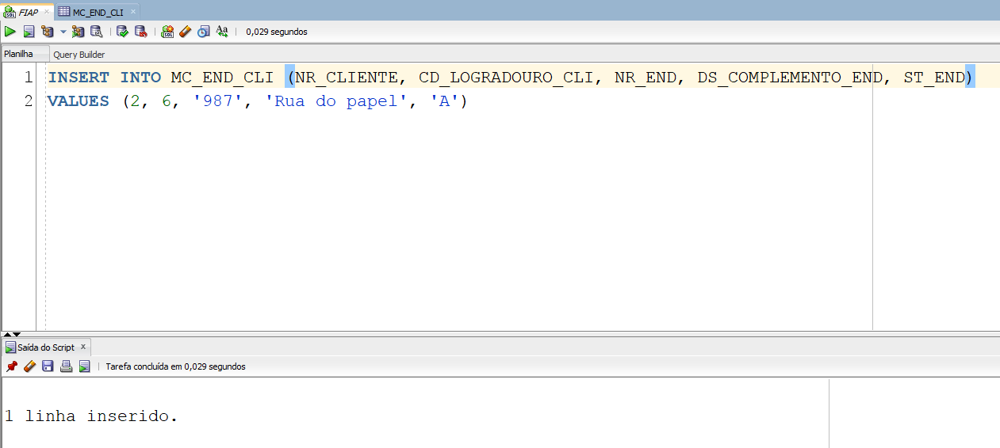 FIAP
MC_END_CLI
0,029 segundos
Planilha
Query Builder
1 INSERT INTO MC_END_CLI (NR_CLIENTE, CD_LOGRADOURO_CLI, NR_END, DS_COMPLEMENTO_END, ST_END)
2 VALUES (2, 6, '987', 'Rua do papel', 'A')
Saída do Script x
Tarefa concluída em 0,029 segundos
1 linha inserido.